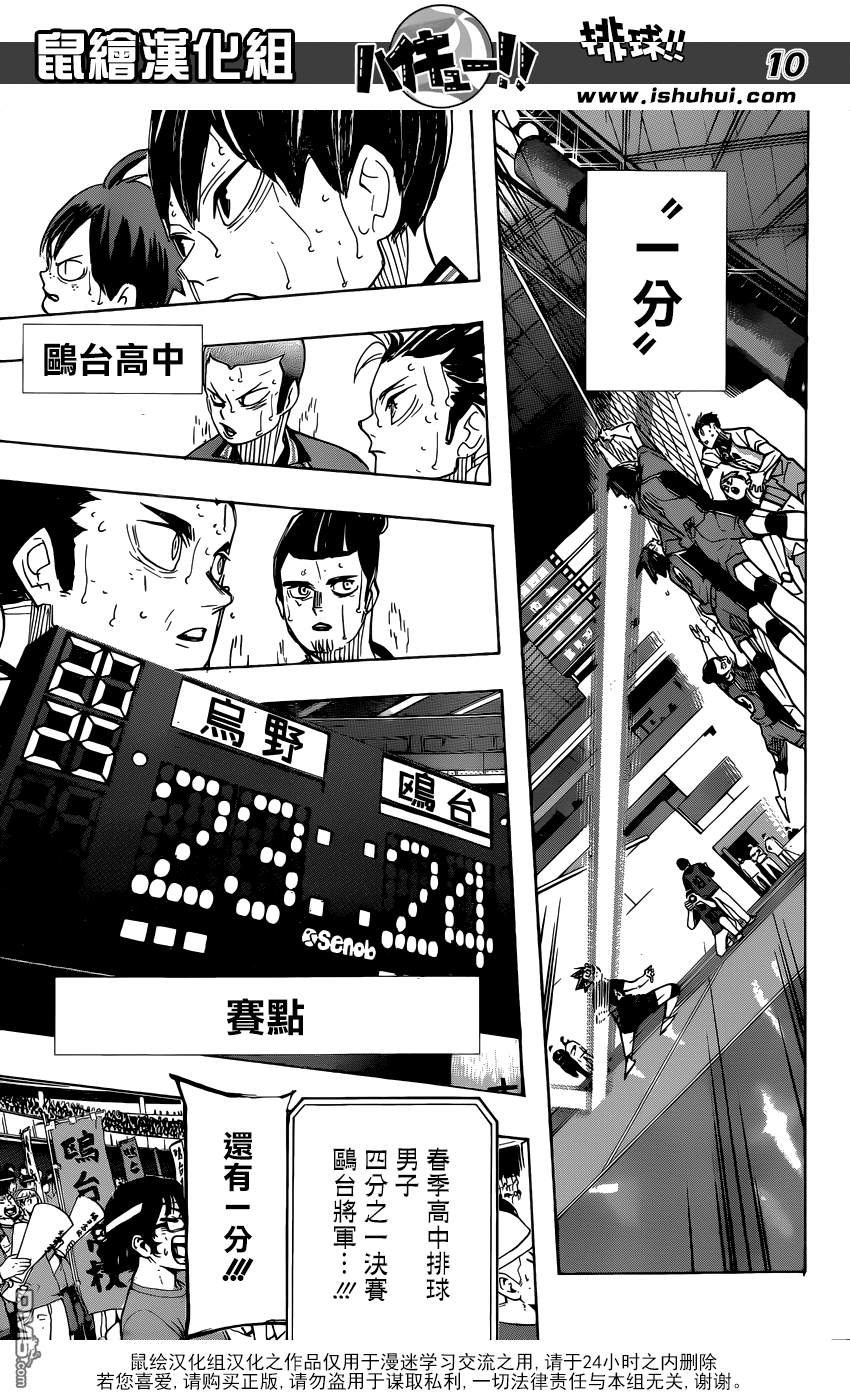 鼠繪漢化組
ハイキュー!!
排球!!
10
www.ishuhui.com
〝一分〞
鷗台高中
烏野
鷗台
23
24
senoh
賽點
春季高中排球
男子
四分之一決賽
鷗台將軍…!!!
還有一分!!!
鷗台
鼠绘汉化组汉化之作品仅用于漫迷学习交流之用,请于24小时之内删除
若您喜爱,请购买正版,请勿盗用于谋取私利,一切法律责任与本组无关,谢谢。